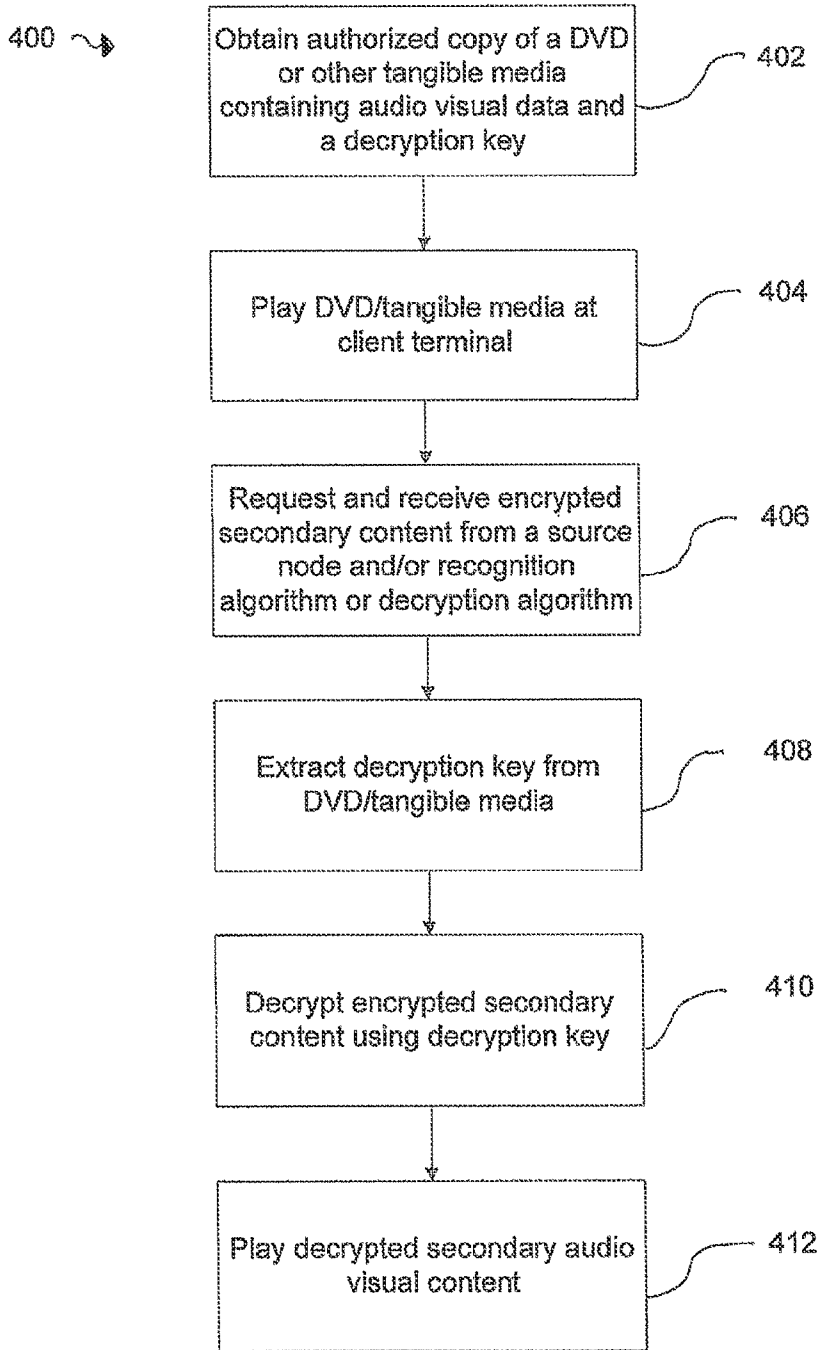 400
Obtain authorized copy of a DVD
or other tangible media
containing audio visual data and
a decryption key
402
Play DVD/tangible media at
client terminal
404
Request and receive encrypted
secondary content from a source
node and/or recognition
algorithm or decryption algorithm
406
Extract decryption key from
DVD/tangible media
408
Decrypt encrypted secondary
content using decryption key
410
Play decrypted secondary audio
visual content
412